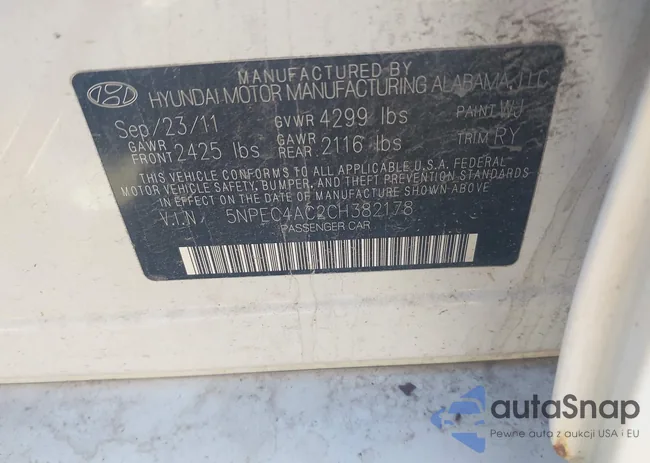 MANUFACTURED BY
HYUNDAI MOTOR MANUFACTURING ALABAMA, LLC
Sep/23/11 GVWR 4299 lbs PAINT WJ
GAWR FRONT 2425 lbs GAWR REAR 2116 lbs TRIM RY
THIS VEHICLE CONFORMS TO ALL APPLICABLE U.S.A. FEDERAL
MOTOR VEHICLE SAFETY, BUMPER, AND THEFT PREVENTION
STANDARDS IN EFFECT ON THE DATE OF MANUFACTURE SHOWN ABOVE.
V.I.N/ 5NPEC4AC2CH382178
PASSENGER CAR
autoSnap
Pewne auta z aukcji USA i EU